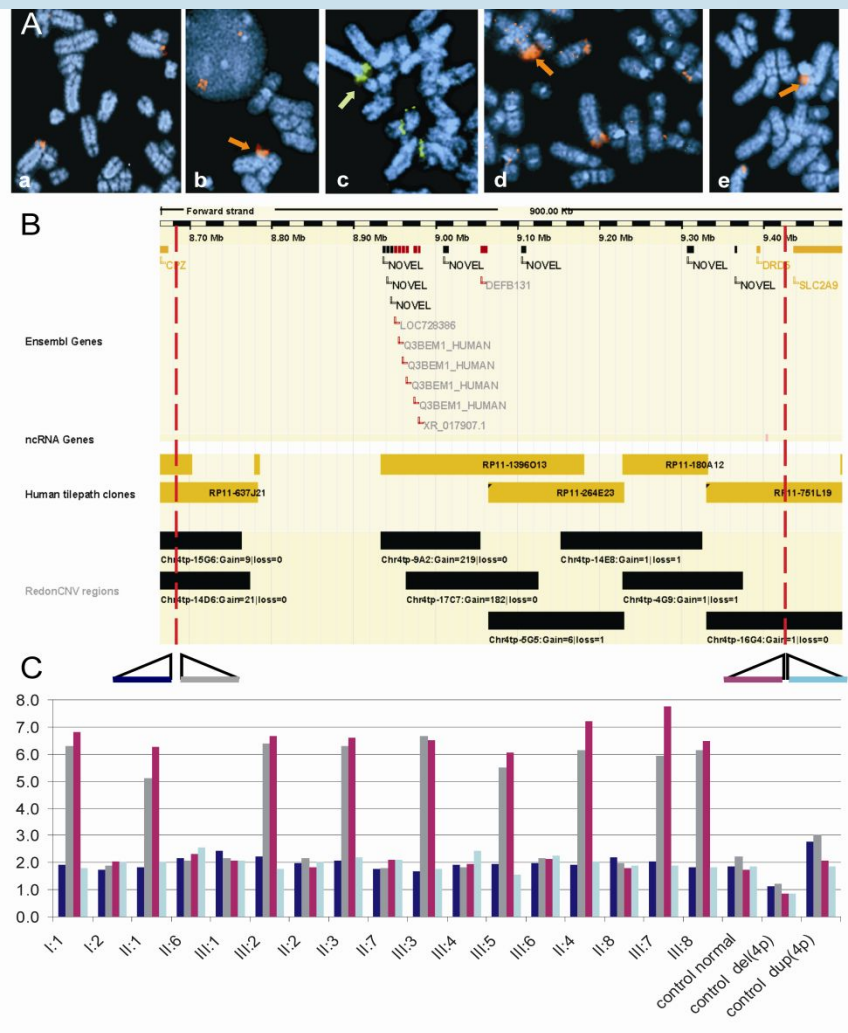 A
a
b
c
d
e
B
Forward strand 900.00 Kb
8.70 Mb 8.80 Mb 8.90 Mb 9.00 Mb 9.10 Mb 9.20 Mb 9.30 Mb 9.40 Mb
CPZ NOVEL NOVEL NOVEL NOVEL DRD5
NOVEL DEFB131 NOVEL SLC2A9
NOVEL
LOC728386
Ensembl Genes
Q3BEM1_HUMAN
Q3BEM1_HUMAN
Q3BEM1_HUMAN
Q3BEM1_HUMAN
XR_017907.1
ncRNA Genes
RP11-1396O13 RP11-180A12
Human tilepath clones
RP11-637J21 RP11-264E23 RP11-751L19
Chr4tp-15G6:Gain=9|loss=0 Chr4tp-9A2:Gain=219|loss=0 Chr4tp-14E8:Gain=1|loss=1
RedonCNV regions
Chr4tp-14D6:Gain=21|loss=0 Chr4tp-17C7:Gain=182|loss=0 Chr4tp-4G9:Gain=1|loss=1
Chr4tp-5G5:Gain=6|loss=1 Chr4tp-16G4:Gain=1|loss=0
C
8.0
7.0
6.0
5.0
4.0
3.0
2.0
1.0
0.0
I:1 I:2 II:1 II:6 III:1 III:2 II:2 II:3 II:7 III:3 III:4 III:5 III:6 II:4 II:8 III:7 III:8 control normal control del(4p) control dup(4p)